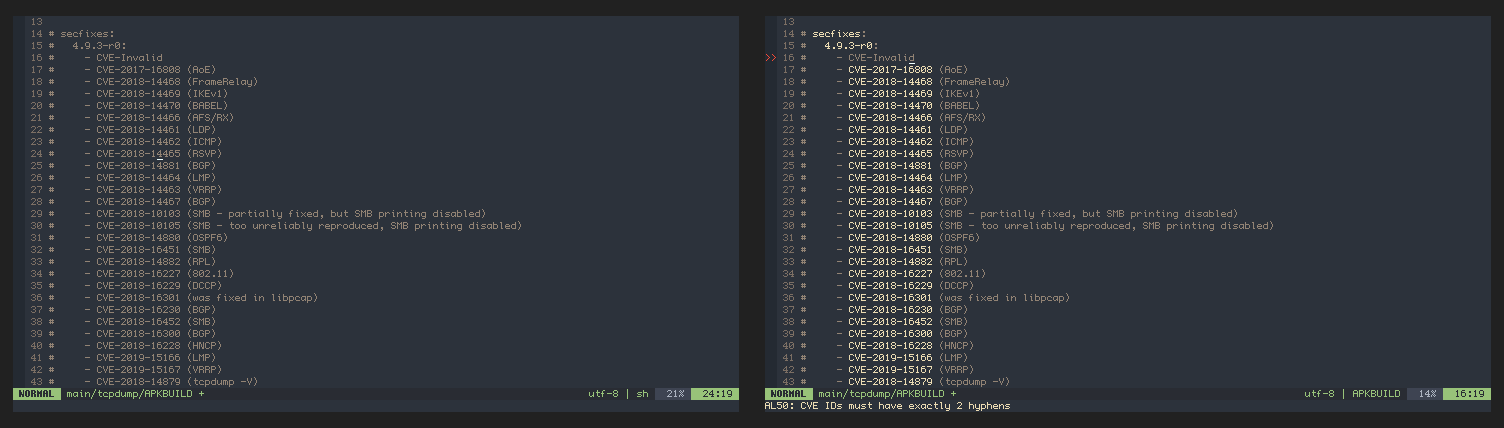 13
14 # secfixes:
15 #   4.9.3-r0:
16 #     - CVE-Invalid
17 #     - CVE-2017-16808 (AoE)
18 #     - CVE-2018-14468 (FrameRelay)
19 #     - CVE-2018-14469 (IKEv1)
20 #     - CVE-2018-14470 (BABEL)
21 #     - CVE-2018-14466 (AFS/RX)
22 #     - CVE-2018-14461 (LDP)
23 #     - CVE-2018-14462 (ICMP)
24 #     - CVE-2018-14465 (RSVP)
25 #     - CVE-2018-14881 (BGP)
26 #     - CVE-2018-14464 (LMP)
27 #     - CVE-2018-14463 (VRRP)
28 #     - CVE-2018-14467 (BGP)
29 #     - CVE-2018-10103 (SMB - partially fixed, but SMB printing disabled)
30 #     - CVE-2018-10105 (SMB - too unreliably reproduced, SMB printing disabled)
31 #     - CVE-2018-14880 (OSPF6)
32 #     - CVE-2018-16451 (SMB)
33 #     - CVE-2018-14882 (RPL)
34 #     - CVE-2018-16227 (802.11)
35 #     - CVE-2018-16229 (DCCP)
36 #     - CVE-2018-16301 (was fixed in libpcap)
37 #     - CVE-2018-16230 (BGP)
38 #     - CVE-2018-16452 (SMB)
39 #     - CVE-2018-16300 (BGP)
40 #     - CVE-2018-16228 (HNCP)
41 #     - CVE-2019-15166 (LMP)
42 #     - CVE-2019-15167 (VRRP)
43 #     - CVE-2018-14879 (tcpdump -V)
NORMAL main/tcpdump/APKBUILD + utf-8 | sh 21% 24:19
13
14 # secfixes:
15 #   4.9.3-r0:
>> 16 #     - CVE-Invalid
17 #     - CVE-2017-16808 (AoE)
18 #     - CVE-2018-14468 (FrameRelay)
19 #     - CVE-2018-14469 (IKEv1)
20 #     - CVE-2018-14470 (BABEL)
21 #     - CVE-2018-14466 (AFS/RX)
22 #     - CVE-2018-14461 (LDP)
23 #     - CVE-2018-14462 (ICMP)
24 #     - CVE-2018-14465 (RSVP)
25 #     - CVE-2018-14881 (BGP)
26 #     - CVE-2018-14464 (LMP)
27 #     - CVE-2018-14463 (VRRP)
28 #     - CVE-2018-14467 (BGP)
29 #     - CVE-2018-10103 (SMB - partially fixed, but SMB printing disabled)
30 #     - CVE-2018-10105 (SMB - too unreliably reproduced, SMB printing disabled)
31 #     - CVE-2018-14880 (OSPF6)
32 #     - CVE-2018-16451 (SMB)
33 #     - CVE-2018-14882 (RPL)
34 #     - CVE-2018-16227 (802.11)
35 #     - CVE-2018-16229 (DCCP)
36 #     - CVE-2018-16301 (was fixed in libpcap)
37 #     - CVE-2018-16230 (BGP)
38 #     - CVE-2018-16452 (SMB)
39 #     - CVE-2018-16300 (BGP)
40 #     - CVE-2018-16228 (HNCP)
41 #     - CVE-2019-15166 (LMP)
42 #     - CVE-2019-15167 (VRRP)
43 #     - CVE-2018-14879 (tcpdump -V)
NORMAL main/tcpdump/APKBUILD + utf-8 | APKBUILD 14% 16:19
AL50: CVE IDs must have exactly 2 hyphens